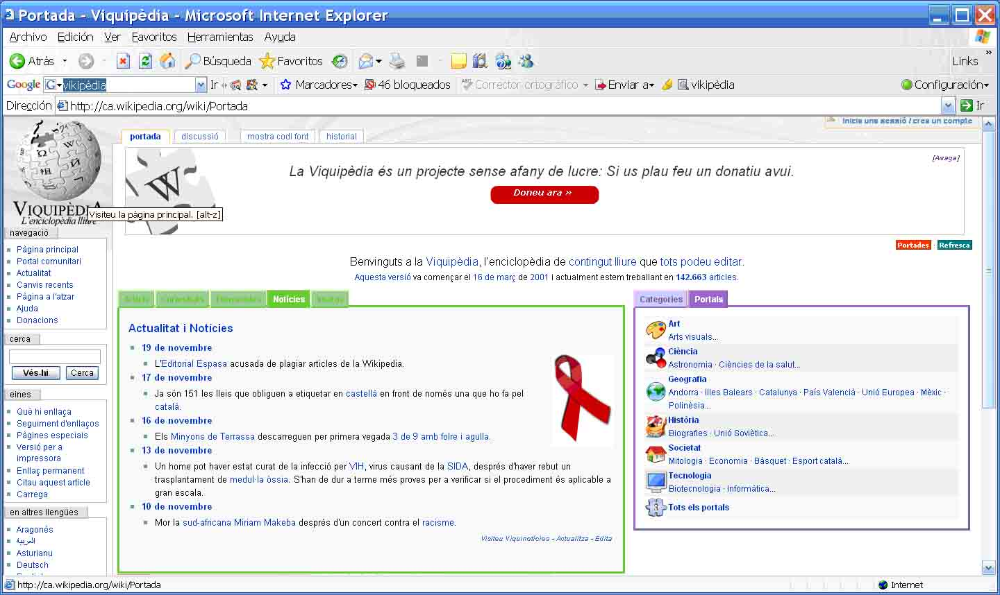 Portada - Viquipèdia - Microsoft Internet Explorer
Archivo Edición Ver Favoritos Herramientas Ayuda
Atrás Búsqueda Favoritos Links
Google G vikipèdia Ir Marcadores 46 bloqueados Corrector ortográfico Enviar a vikipèdia Configuración
Dirección http://ca.wikipedia.org/wiki/Portada Ir
Inicia una sessió / crea un compte
portada discussió mostra codi font historial
[Amaga]
La Viquipèdia és un projecte sense afany de lucre: Si us plau feu un donatiu avui.
Doneu ara »
VIQUIPÈDIA
L'enciclopèdia lliure
Visiteu la pàgina principal. [alt-z]
navegació
Pàgina principal
Portal comunitari
Actualitat
Canvis recents
Pàgina a l'atzar
Ajuda
Donacions
cerca
Vés-hi Cerca
eines
Què hi enllaça
Seguiment d'enllaços
Pàgines especials
Versió per a
impressora
Enllaç permanent
Citau aquest article
Carrega
en altres llengües
Aragonés
العربية
Asturianu
Deutsch
Portades · Refresca
Benvinguts a la Viquipèdia, l'enciclopèdia de contingut lliure que tots podeu editar.
Aquesta versió va començar el 16 de març de 2001 i actualment estem treballant en 142.663 articles.
Notícies
Actualitat i Notícies
19 de novembre
L'Editorial Espasa acusada de plagiar articles de la Wikipedia.
17 de novembre
Ja són 151 les lleis que obliguen a etiquetar en castellà en front de només una que ho fa pel
català.
16 de novembre
Els Minyons de Terrassa descarreguen per primera vegada 3 de 9 amb folre i agulla.
13 de novembre
Un home pot haver estat curat de la infecció per VIH, virus causant de la SIDA, després d'haver rebut un
trasplantament de medul·la òssia. S'han de dur a terme més proves per a verificar si el procediment és aplicable a
gran escala.
10 de novembre
Mor la sud-africana Miriam Makeba després d'un concert contra el racisme.
Visiteu Viquinotícies - Actualitza - Edita
Categories Portals
Art
Arts visuals...
Ciència
Astronomia · Ciències de la salut...
Geografia
Andorra · Illes Balears · Catalunya · País Valencià · Unió Europea · Mèxic ·
Polinèsia...
Història
Biografies · Unió Soviètica...
Societat
Mitologia · Economia · Bàsquet · Esport català...
Tecnologia
Biotecnologia · Informàtica...
Tots els portals
http://ca.wikipedia.org/wiki/Portada Internet